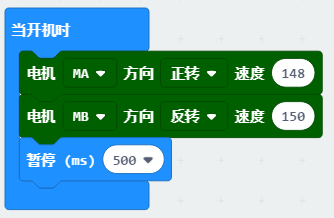 当开机时
电机 MA 方向 正转 速度 148
电机 MB 方向 反转 速度 150
暂停 (ms) 500